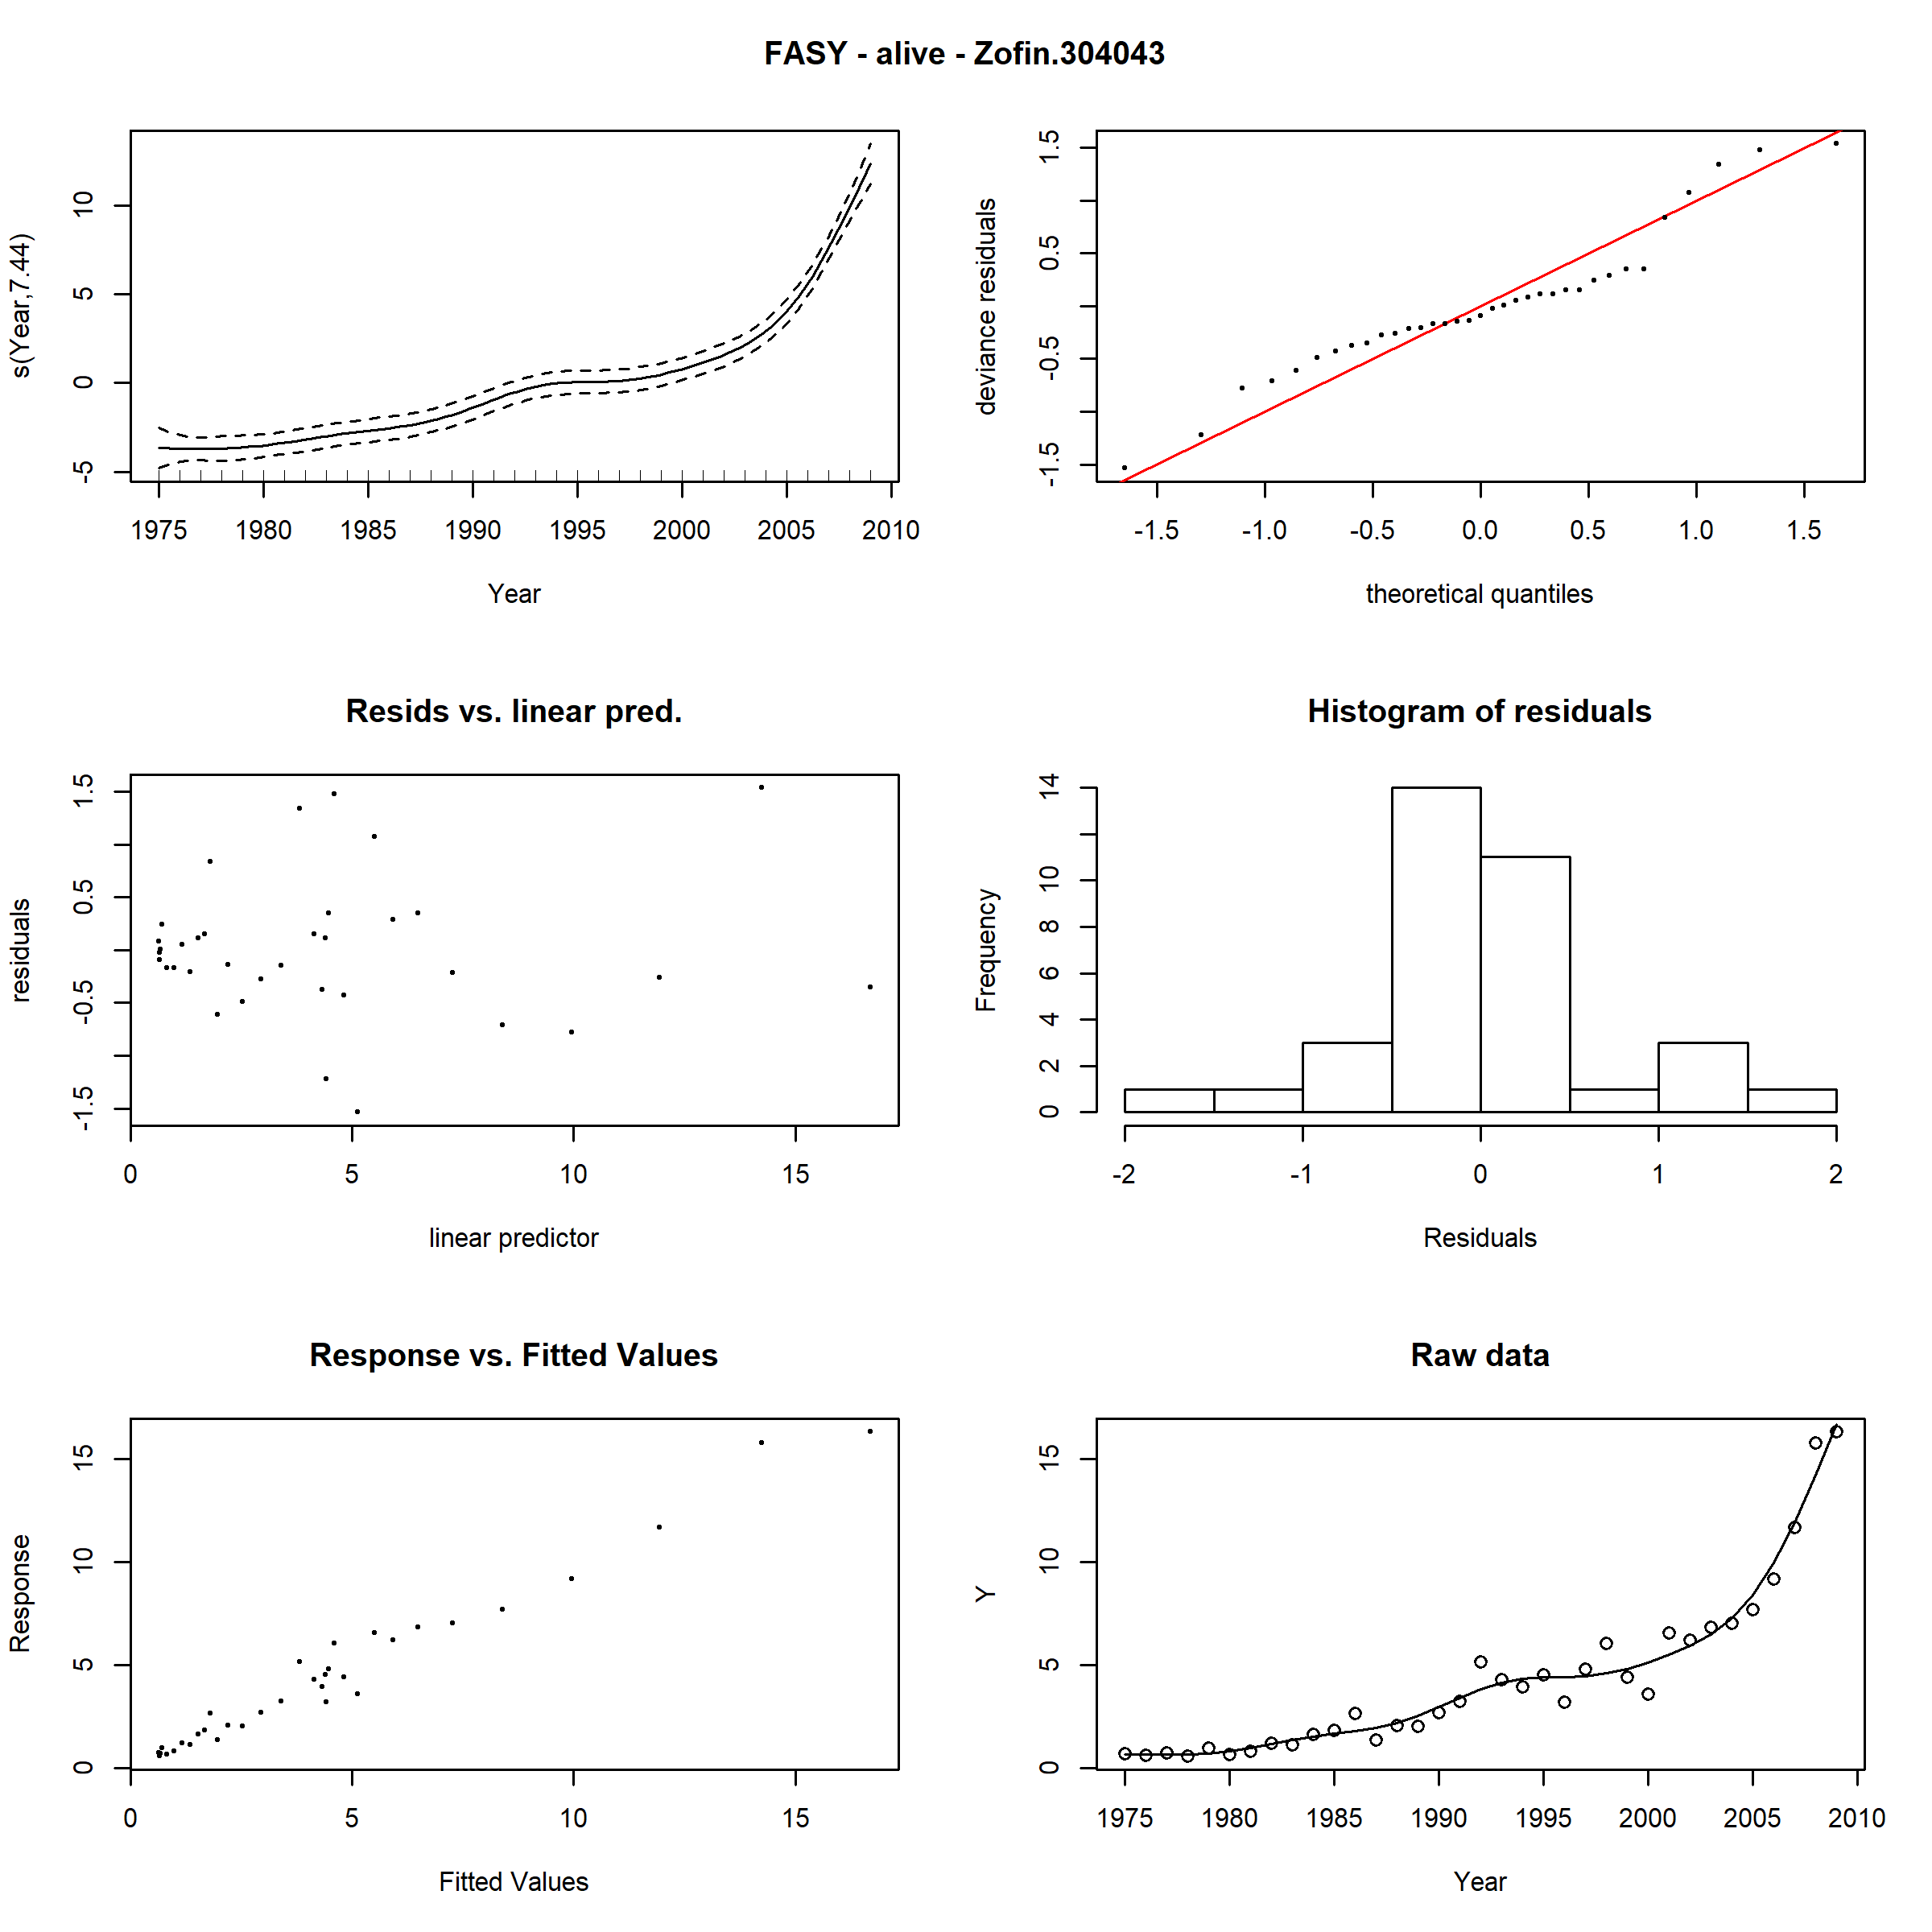 FASY - alive - Zofin.304043
s(Year,7.44)
-5 0 5 10
1975 1980 1985 1990 1995 2000 2005 2010
Year
deviance residuals
-1.5 -0.5 0.5 1.5
-1.5 -1.0 -0.5 0.0 0.5 1.0 1.5
theoretical quantiles
Resids vs. linear pred.
residuals
-1.5 -0.5 0.5 1.5
0 5 10 15
linear predictor
Histogram of residuals
Frequency
0 2 4 6 8 10 14
-2 -1 0 1 2
Residuals
Response vs. Fitted Values
Response
0 5 10 15
0 5 10 15
Fitted Values
Raw data
Y
0 5 10 15
1975 1980 1985 1990 1995 2000 2005 2010
Year